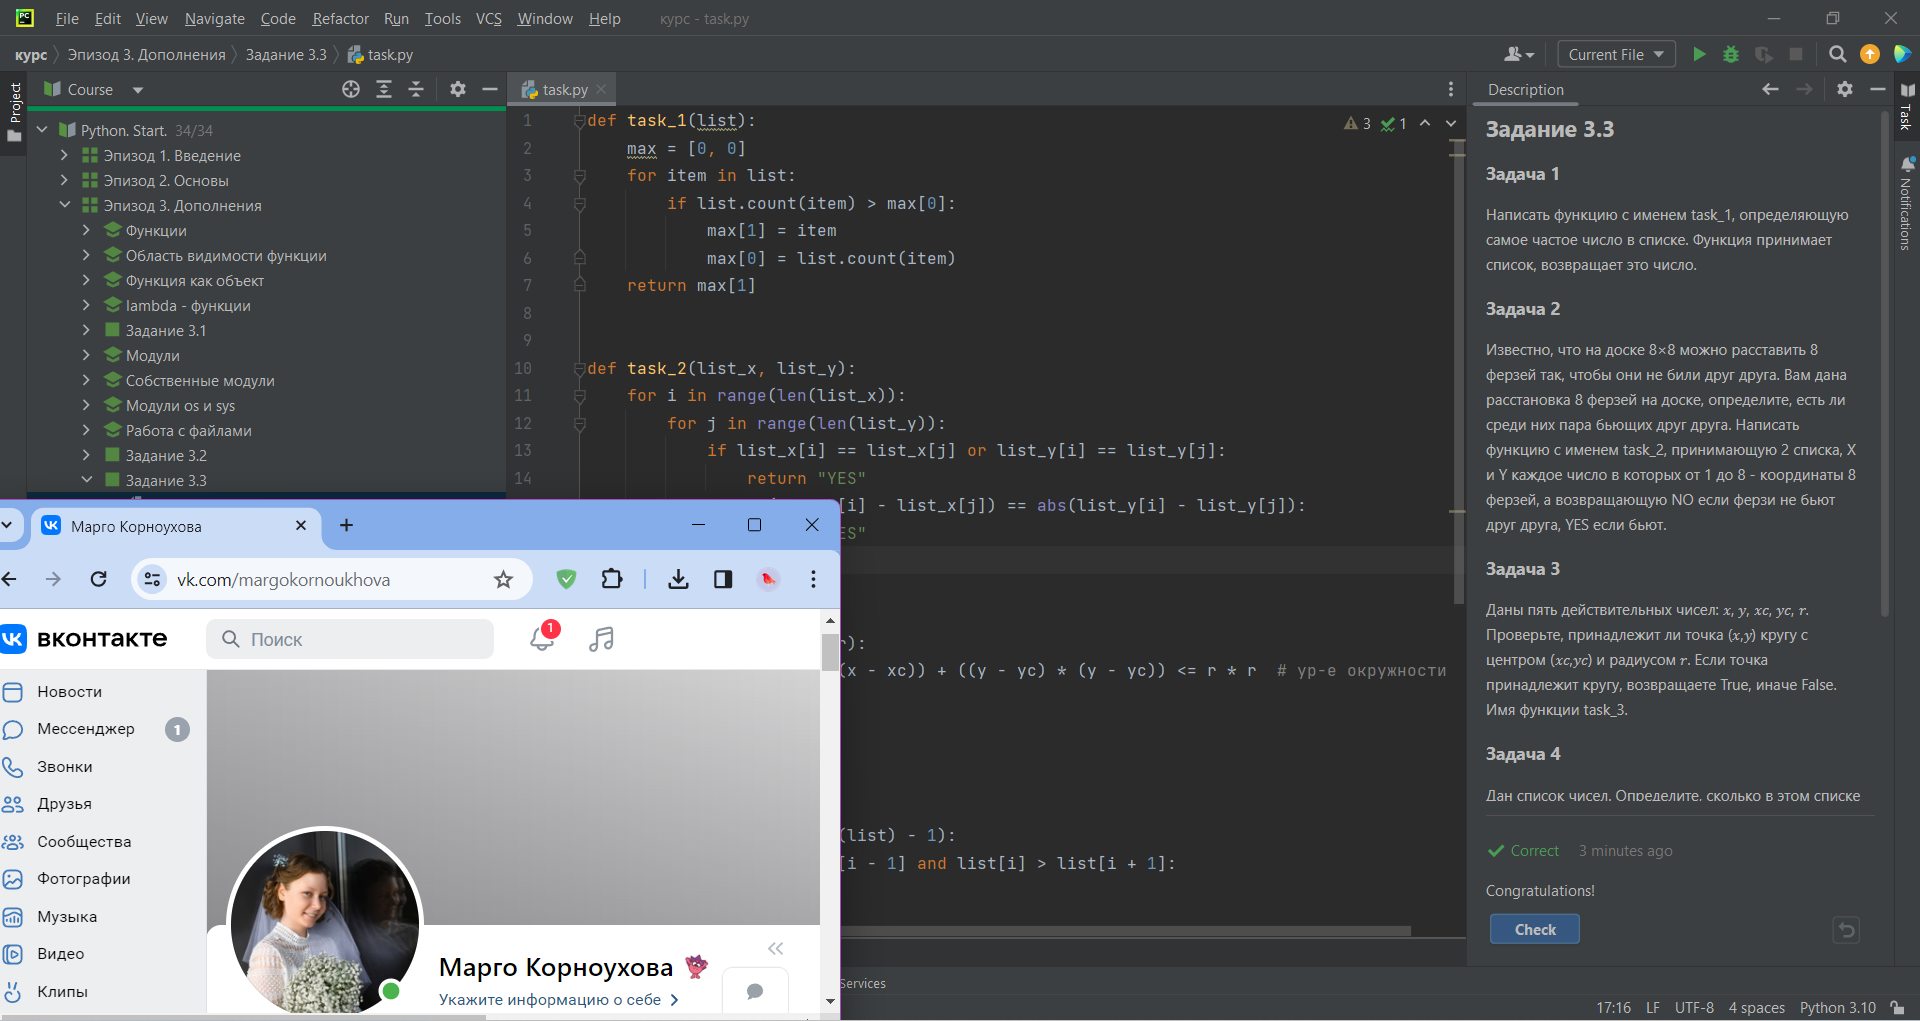 PC
File Edit View Navigate Code Refactor Run Tools VCS Window Help курс - task.py
курс Эпизод 3. Дополнения Задание 3.3 task.py
Current File
Project
Course
Python. Start. 34/34
Эпизод 1. Введение
Эпизод 2. Основы
Эпизод 3. Дополнения
Функции
Область видимости функции
Функция как объект
lambda - функции
Задание 3.1
Модули
Собственные модули
Модули os и sys
Работа с файлами
Задание 3.2
Задание 3.3
task.py
3 1
1 def task_1(list):
2 max = [0, 0]
3 for item in list:
4 if list.count(item) > max[0]:
5 max[1] = item
6 max[0] = list.count(item)
7 return max[1]
8
9
10 def task_2(list_x, list_y):
11 for i in range(len(list_x)):
12 for j in range(len(list_y)):
13 if list_x[i] == list_x[j] or list_y[i] == list_y[j]:
14 return "YES"
[i] - list_x[j]) == abs(list_y[i] - list_y[j]):
ES"
r):
(x - xc)) + ((y - yc) * (y - yc)) <= r * r # ур-е окружности
(list) - 1):
[i - 1] and list[i] > list[i + 1]:
Services
Description
Задание 3.3
Задача 1
Написать функцию с именем task_1, определяющую
самое частое число в списке. Функция принимает
список, возвращает это число.
Задача 2
Известно, что на доске 8×8 можно расставить 8
ферзей так, чтобы они не били друг друга. Вам дана
расстановка 8 ферзей на доске, определите, есть ли
среди них пара бьющих друг друга. Написать
функцию с именем task_2, принимающую 2 списка, X
и Y каждое число в которых от 1 до 8 - координаты 8
ферзей, а возвращающую NO если ферзи не бьют
друг друга, YES если бьют.
Задача 3
Даны пять действительных чисел: x, y, xc, yc, r.
Проверьте, принадлежит ли точка (x,y) кругу с
центром (xc,yc) и радиусом r. Если точка
принадлежит кругу, возвращаете True, иначе False.
Имя функции task_3.
Задача 4
Дан список чисел. Определите, сколько в этом списке
Correct 3 minutes ago
Congratulations!
Check
Task
Notifications
17:16 LF UTF-8 4 spaces Python 3.10
Марго Корноухова
vk.com/margokornoukhova
вконтакте
Поиск
1
Новости
Мессенджер 1
Звонки
Друзья
Сообщества
Фотографии
Музыка
Видео
Клипы
Марго Корноухова
Укажите информацию о себе